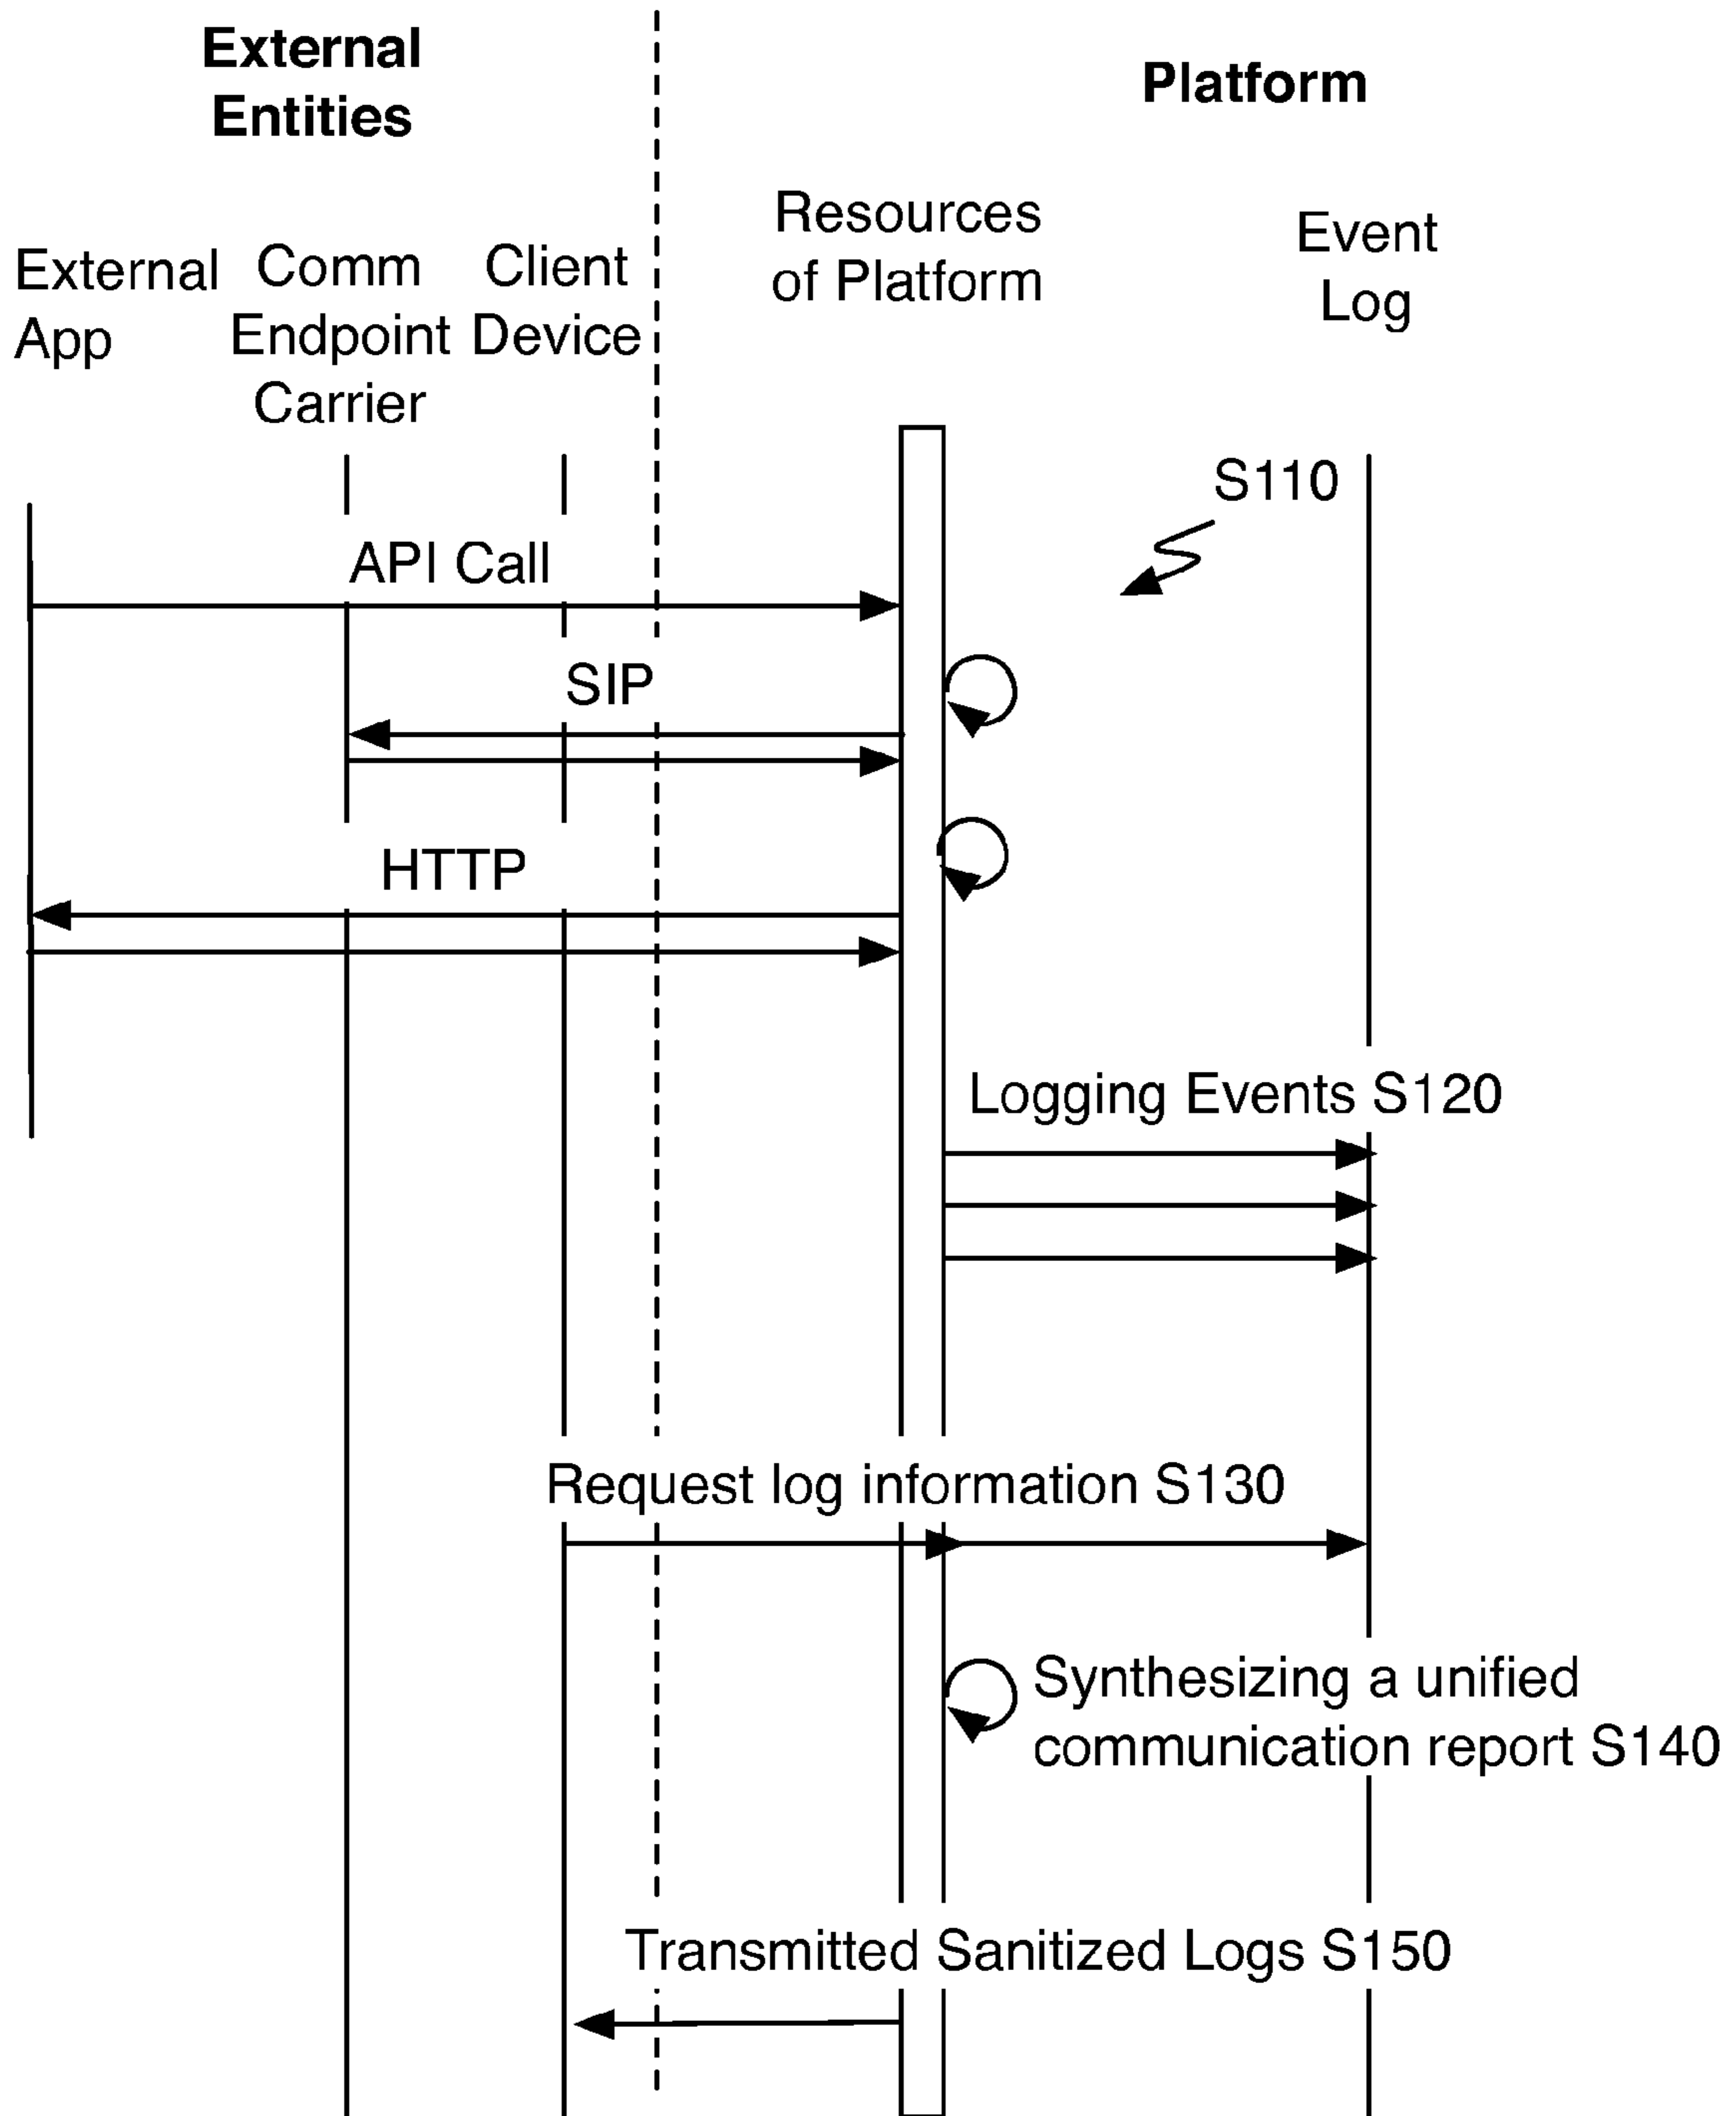 External
Entities
Platform
External
App
Comm
Endpoint
Carrier
Client
Device
Resources
of Platform
Event
Log
S110
API Call
SIP
HTTP
Logging Events S120
Request log information S130
Synthesizing a unified
communication report S140
Transmitted Sanitized Logs S150